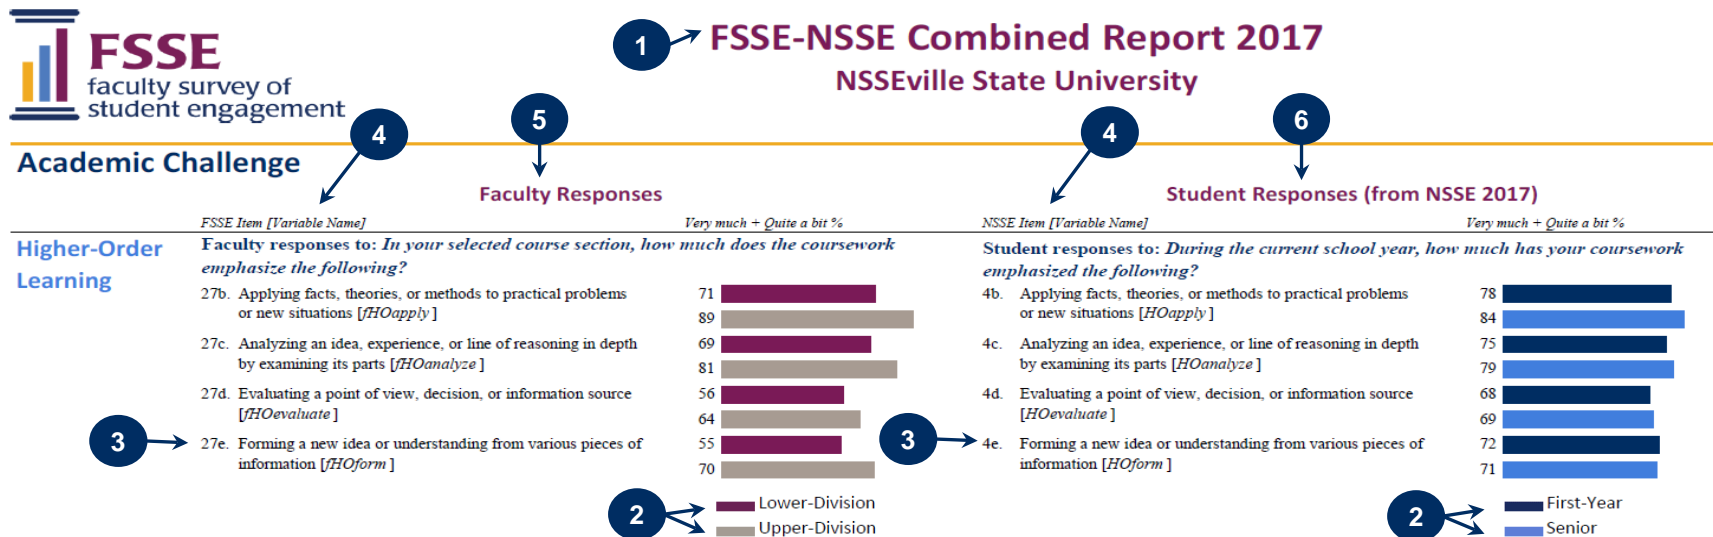 FSSE
faculty survey of
student engagement
1
FSSE-NSSE Combined Report 2017
NSSEville State University
4
5
4
6
Academic Challenge
Faculty Responses
Student Responses (from NSSE 2017)
FSSE Item [Variable Name]
Very much + Quite a bit %
NSSE Item [Variable Name]
Very much + Quite a bit %
Higher-Order
Learning
Faculty responses to: In your selected course section, how much does the coursework
emphasize the following?
27b. Applying facts, theories, or methods to practical problems
or new situations [fHOapply ]
71
89
27c. Analyzing an idea, experience, or line of reasoning in depth
by examining its parts [fHOanalyze ]
69
81
27d. Evaluating a point of view, decision, or information source
[fHOevaluate ]
56
64
3
27e. Forming a new idea or understanding from various pieces of
information [fHOform ]
55
70
2
Lower-Division
Upper-Division
Student responses to: During the current school year, how much has your coursework
emphasized the following?
4b. Applying facts, theories, or methods to practical problems
or new situations [HOapply ]
78
84
4c. Analyzing an idea, experience, or line of reasoning in depth
by examining its parts [HOanalyze ]
75
79
4d. Evaluating a point of view, decision, or information source
[HOevaluate ]
68
69
3
4e. Forming a new idea or understanding from various pieces of
information [HOform ]
72
71
2
First-Year
Senior